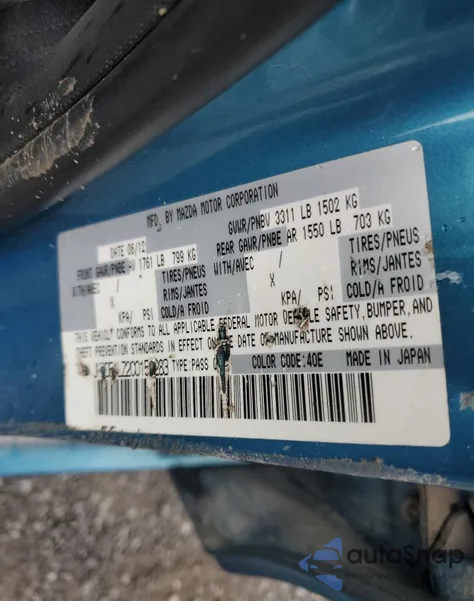 MFD. BY MAZDA MOTOR CORPORATION
DATE 06/12 GVWR/PNBV 3311 LB 1502 KG
FRONT GAWR/PNBE AV 1761 LB 799 KG REAR GAWR/PNBE AR 1550 LB 703 KG
WITH/AVEC / TIRES/PNEUS WITH/AVEC / TIRES/PNEUS
X RIMS/JANTES X RIMS/JANTES
KPA/ PSI COLD/A FROID KPA/ PSI COLD/A FROID
THIS VEHICLE CONFORMS TO ALL APPLICABLE FEDERAL MOTOR SAFETY, BUMPER, AND
THEFT PREVENTION STANDARDS IN EFFECT ON DATE OF MANUFACTURE SHOWN ABOVE.
TYPE:PASS COLOR CODE:40E MADE IN JAPAN
autoSnap